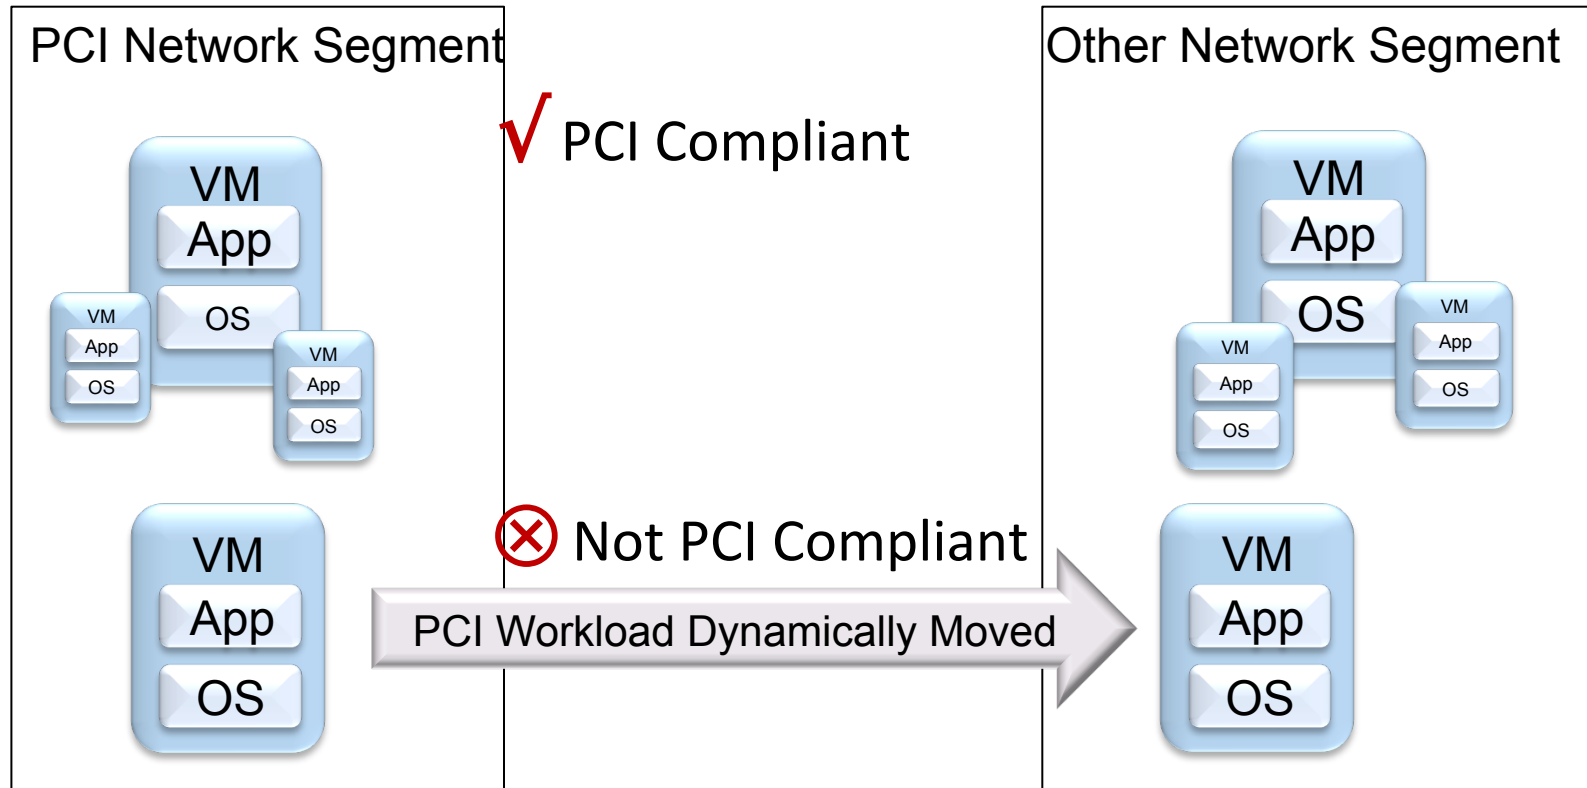 PCI Network Segment
Other Network Segment
√ PCI Compliant
VM
App
OS
VM
App
OS
VM
App
OS
VM
App
OS
VM
App
OS
VM
App
OS
VM
App
OS
Not PCI Compliant
PCI Workload Dynamically Moved
VM
App
OS